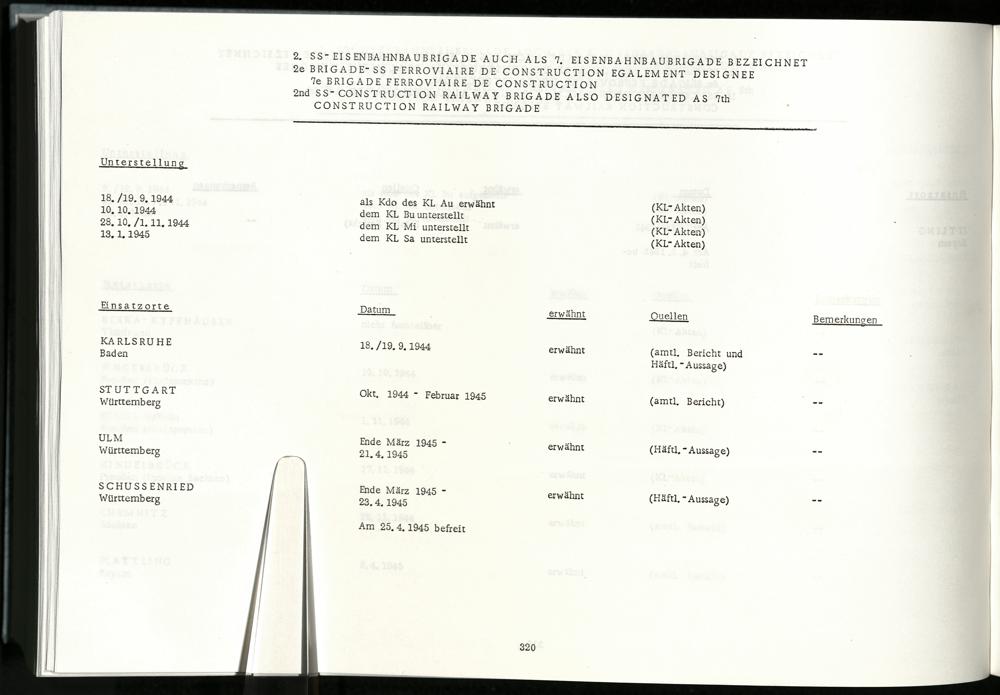 2. SS-EISENBAHNBAUBRIGADE AUCH ALS 7. EISENBAHNBAUBRIGADE BEZEICHNET
2e BRIGADE-SS FERROVIAIRE DE CONSTRUCTION EGALEMENT DESIGNEE
7e BRIGADE FERROVIAIRE DE CONSTRUCTION
2nd SS-CONSTRUCTION RAILWAY BRIGADE ALSO DESIGNATED AS 7th
CONSTRUCTION RAILWAY BRIGADE
Unterstellung
18./19.9.1944 als Kdo des KL Au erwähnt (KL-Akten)
10.10.1944 dem KL Bu unterstellt (KL-Akten)
28.10./1.11.1944 dem KL Mi unterstellt (KL-Akten)
13.1.1945 dem KL Sa unterstellt (KL-Akten)
Einsatzorte Datum erwähnt Quellen Bemerkungen
KARLSRUHE 18./19.9.1944 erwähnt (amtl. Bericht und --
Baden Häftl.-Aussage)
STUTTGART Okt. 1944 - Februar 1945 erwähnt (amtl. Bericht) --
Württemberg
ULM Ende März 1945 - erwähnt (Häftl.-Aussage) --
Württemberg 21.4.1945
SCHUSSENRIED Ende März 1945 - erwähnt (Häftl.-Aussage) --
Württemberg 23.4.1945
Am 25.4.1945 befreit
320